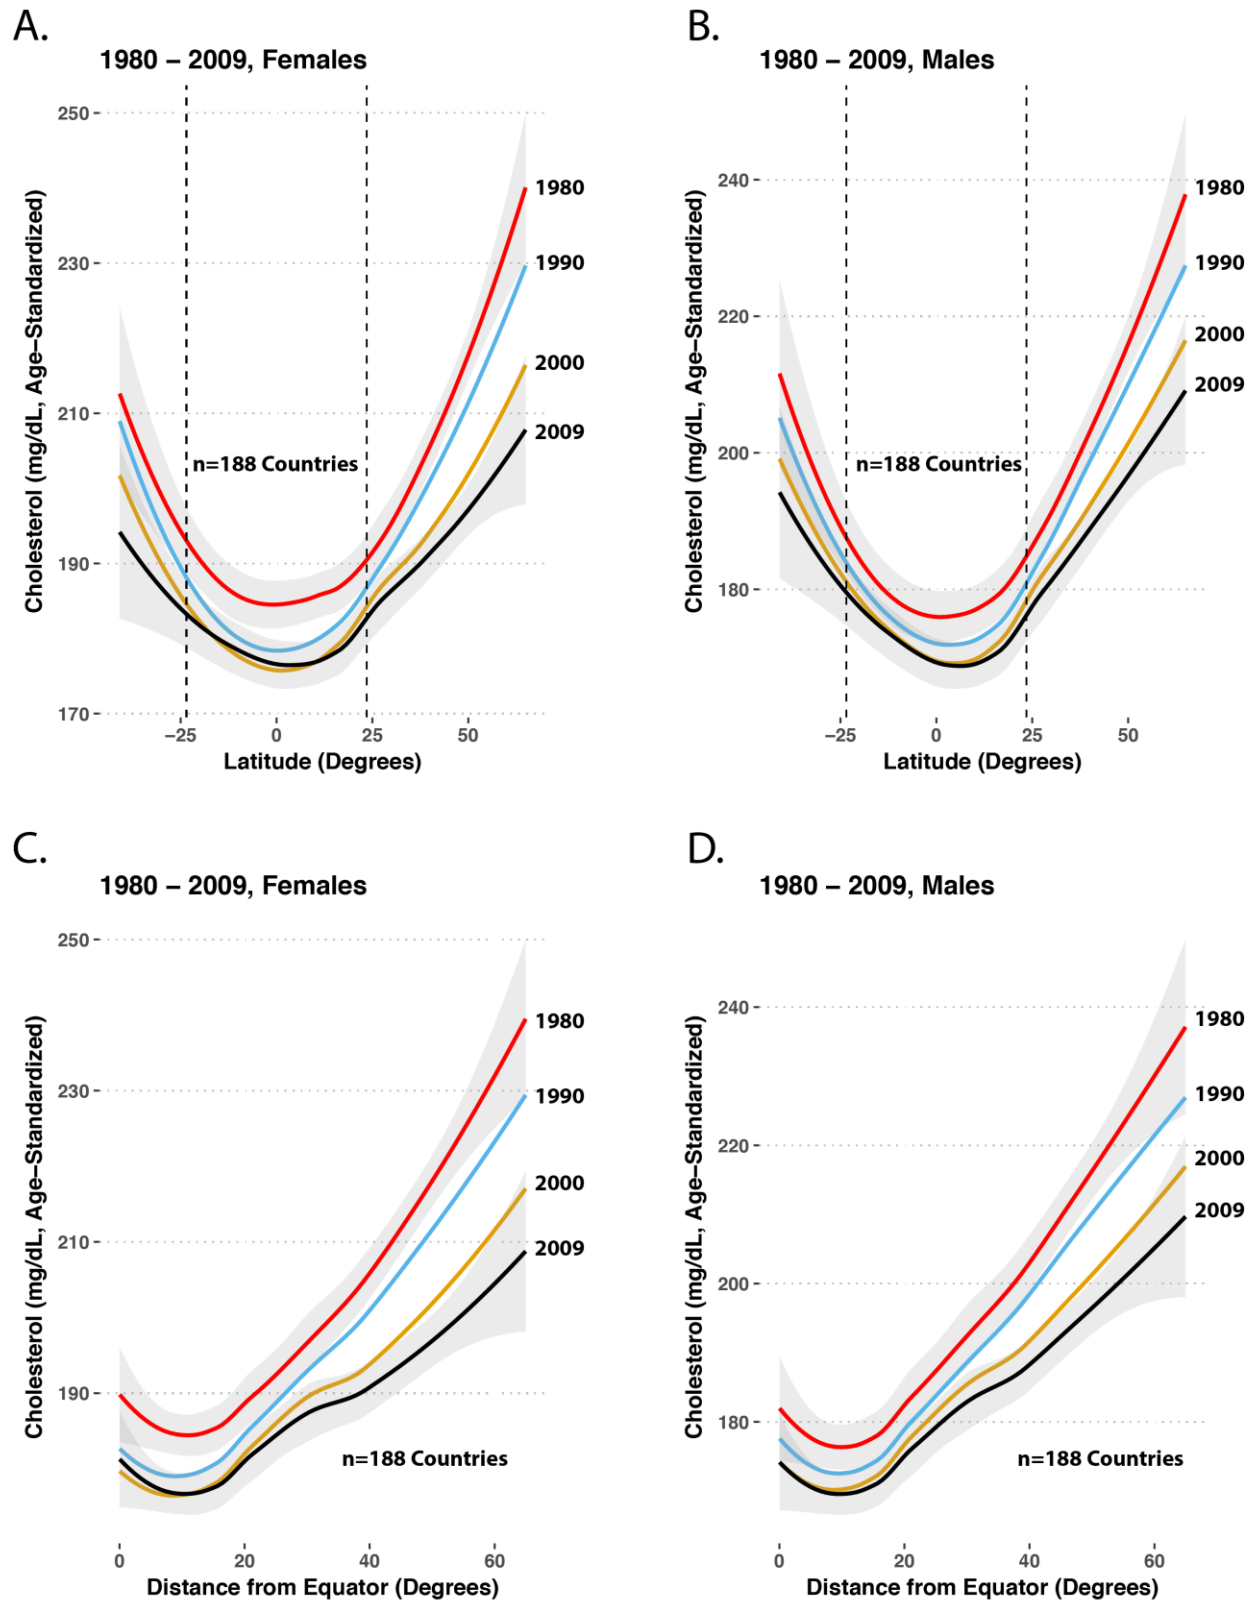 A.
1980 – 2009, Females
Cholesterol (mg/dL, Age–Standardized)
250
230
210
190
170
1980
1990
2000
2009
n=188 Countries
−25
0
25
50
Latitude (Degrees)
B.
1980 – 2009, Males
Cholesterol (mg/dL, Age–Standardized)
240
220
200
180
1980
1990
2000
2009
n=188 Countries
−25
0
25
50
Latitude (Degrees)
C.
1980 – 2009, Females
Cholesterol (mg/dL, Age–Standardized)
250
230
210
190
1980
1990
2000
2009
n=188 Countries
0
20
40
60
Distance from Equator (Degrees)
D.
1980 – 2009, Males
Cholesterol (mg/dL, Age–Standardized)
240
220
200
180
1980
1990
2000
2009
n=188 Countries
0
20
40
60
Distance from Equator (Degrees)